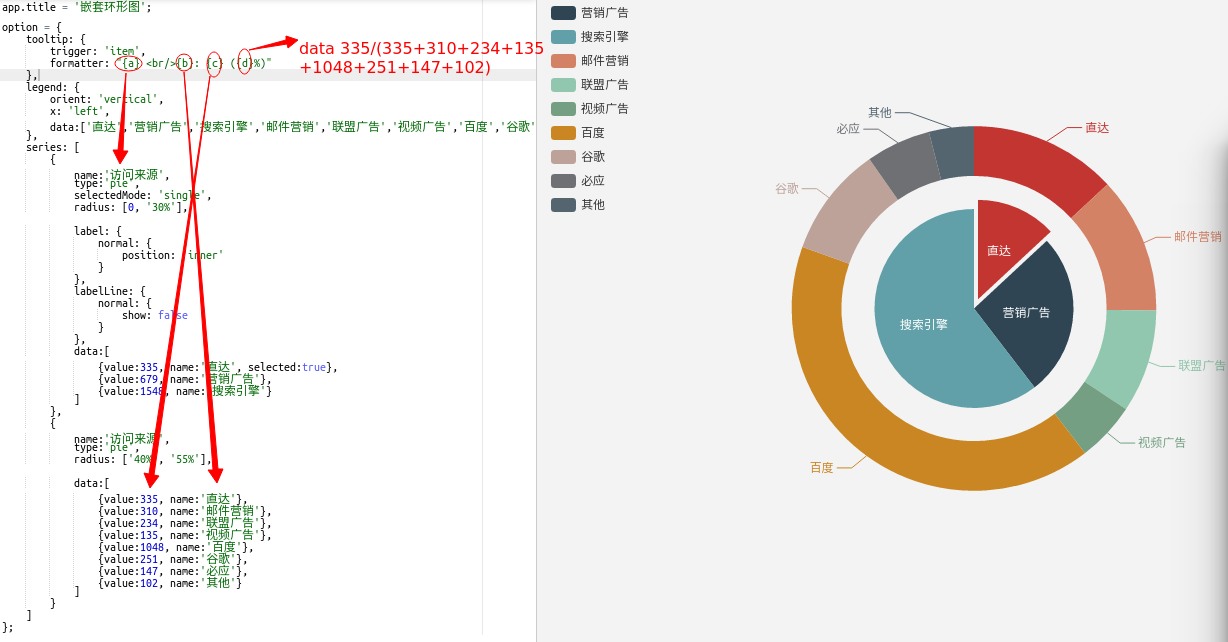 app.title = '嵌套环形图';
option = {
tooltip: {
trigger: 'item',
formatter: "{a} <br/>{b}: {c} ({d}%)"
},
legend: {
orient: 'vertical',
x: 'left',
data:['直达','营销广告','搜索引擎','邮件营销','联盟广告','视频广告','百度','谷歌'
},
series: [
{
name:'访问来源',
type:'pie',
selectedMode: 'single',
radius: [0, '30%'],
label: {
normal: {
position: 'inner'
}
},
labelLine: {
normal: {
show: false
}
},
data:[
{value:335, name:'直达', selected:true},
{value:679, name:'营销广告'},
{value:1548, name:'搜索引擎'}
]
},
{
name:'访问来源',
type:'pie',
radius: ['40%', '55%'],
data:[
{value:335, name:'直达'},
{value:310, name:'邮件营销'},
{value:234, name:'联盟广告'},
{value:135, name:'视频广告'},
{value:1048, name:'百度'},
{value:251, name:'谷歌'},
{value:147, name:'必应'},
{value:102, name:'其他'}
]
}
]
};
data 335/(335+310+234+135
+1048+251+147+102)
营销广告
搜索引擎
邮件营销
联盟广告
视频广告
百度
谷歌
必应
其他
其他
直达
必应
谷歌
邮件营销
直达
营销广告
搜索引擎
联盟广告
视频广告
百度